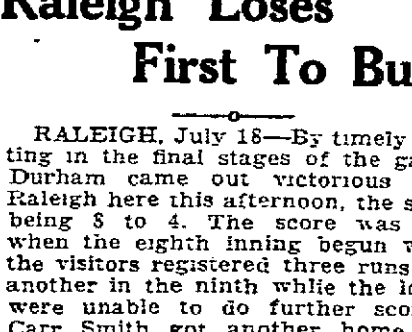 Raleigh Loses
First To Bu
RALEIGH, July 18—By timely
ting in the final stages of the ga
Durham came out victorious
Raleigh here this afternoon, the s
being 8 to 4. The score was
when the eighth inning begun
the visitors registered three runs
another in the ninth whlie the lo
were unable to do further sco
Carr Smith got another home